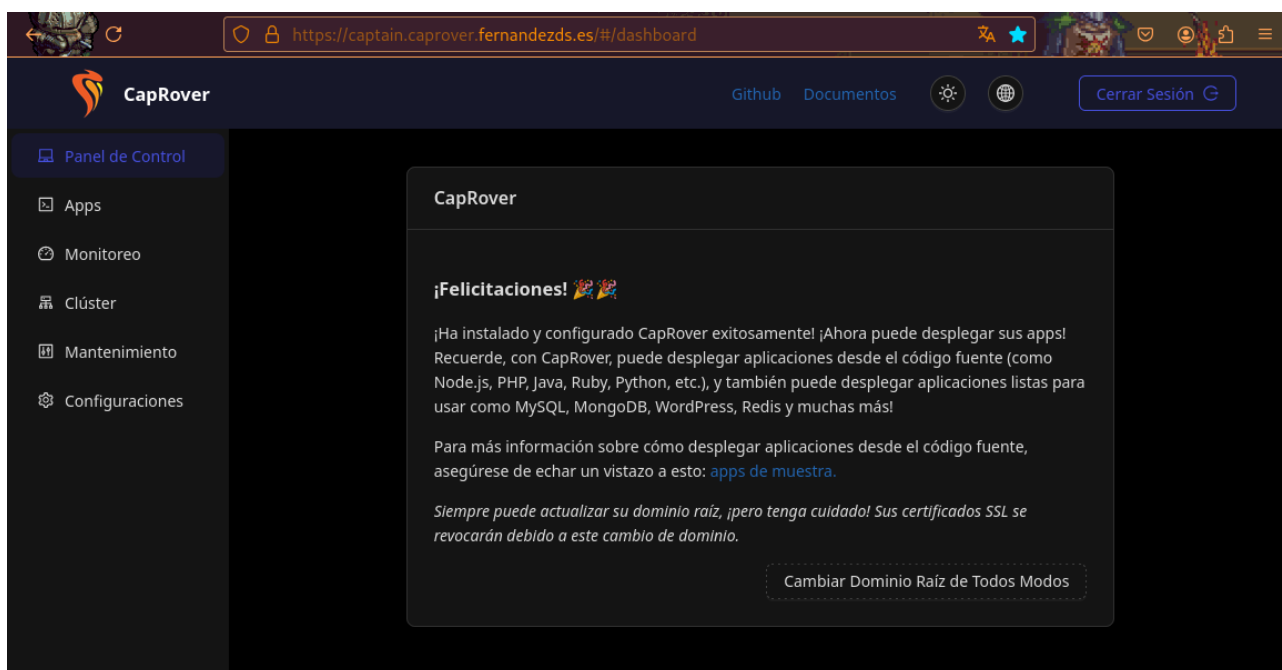 https://captain.caprover.fernandezds.es/#/dashboard
CapRover
Github Documentos
Cerrar Sesión
Panel de Control
Apps
Monitoreo
Clúster
Mantenimiento
Configuraciones
CapRover
¡Felicitaciones! 🎉🎉
¡Ha instalado y configurado CapRover exitosamente! ¡Ahora puede desplegar sus apps!
Recuerde, con CapRover, puede desplegar aplicaciones desde el código fuente (como
Node.js, PHP, Java, Ruby, Python, etc.), y también puede desplegar aplicaciones listas para
usar como MySQL, MongoDB, WordPress, Redis y muchas más!
Para más información sobre cómo desplegar aplicaciones desde el código fuente,
asegúrese de echar un vistazo a esto: apps de muestra.
Siempre puede actualizar su dominio raíz, ¡pero tenga cuidado! Sus certificados SSL se
revocarán debido a este cambio de dominio.
Cambiar Dominio Raíz de Todos Modos